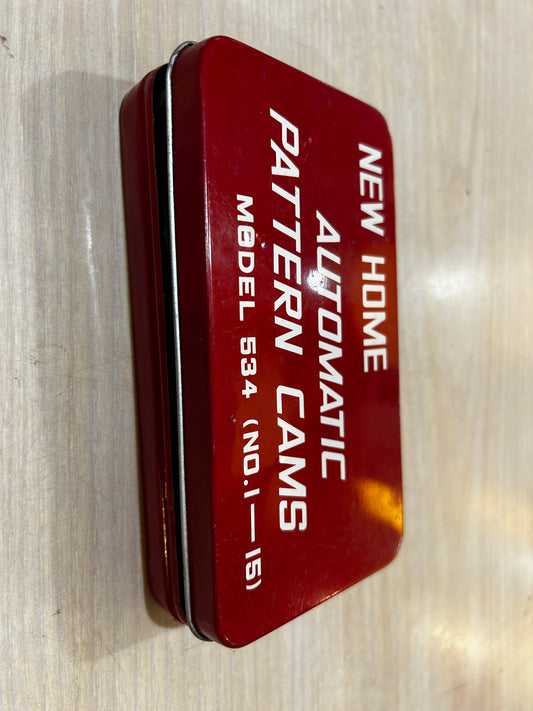 NEW HOME
AUTOMATIC
PATTERN CAMS
MODEL 534 (NO.1—15)